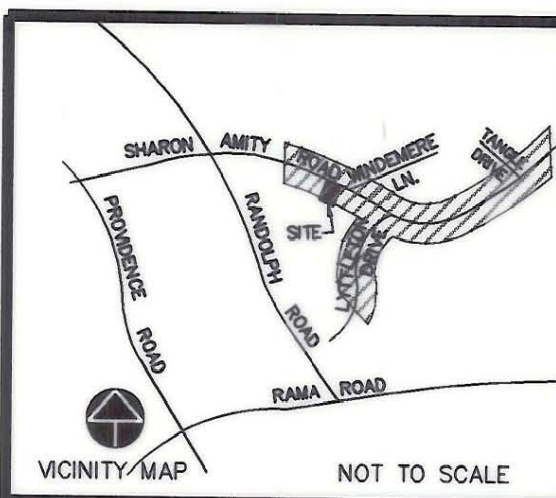 SHARON AMITY ROAD
WINDEMERE
LN.
TANGLE
DRIVE
SITE
LYTTLETON
DRIVE
PROVIDENCE
ROAD
RANDOLPH
ROAD
RAMA ROAD
VICINITY MAP
NOT TO SCALE